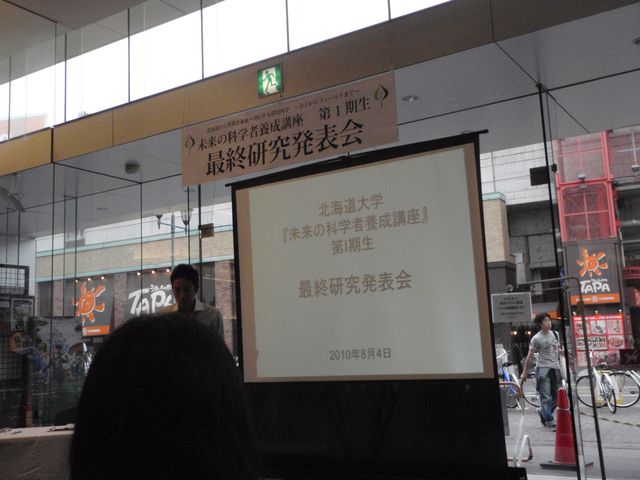 未来の科学者養成講座　第1期生
最終研究発表会
北海道大学
『未来の科学者養成講座』
第1期生
最終研究発表会
2010年8月4日
TAPA
TAPA